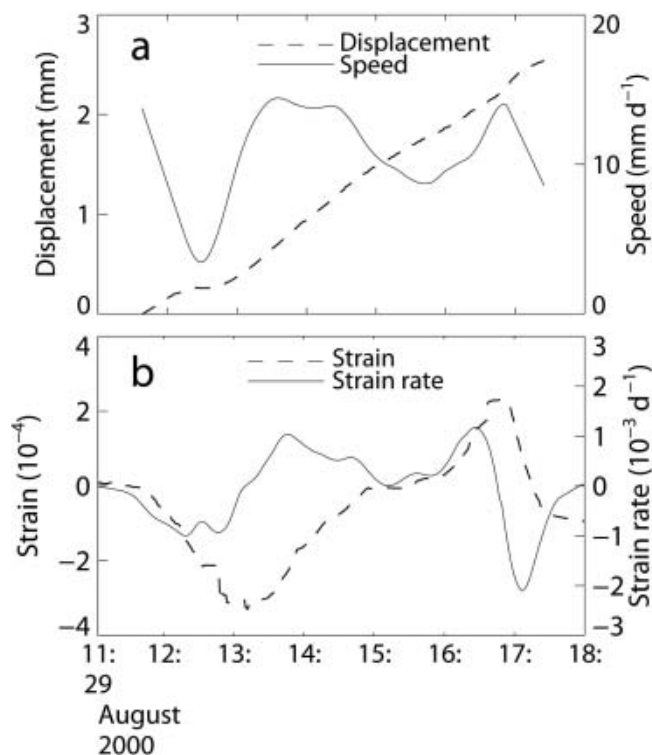 a
Displacement
Speed
3
2
1
0
Displacement (mm)
20
10
0
Speed (mm d⁻¹)
b
Strain
Strain rate
4
2
0
−2
−4
Strain (10⁻⁴)
3
2
1
0
−1
−2
−3
Strain rate (10⁻³ d⁻¹)
11: 12: 13: 14: 15: 16: 17: 18:
29
August
2000